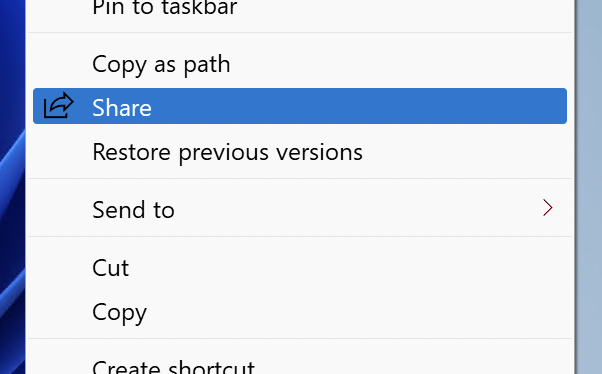 Pin to taskbar
Copy as path
Share
Restore previous versions
Send to
Cut
Copy
Create shortcut